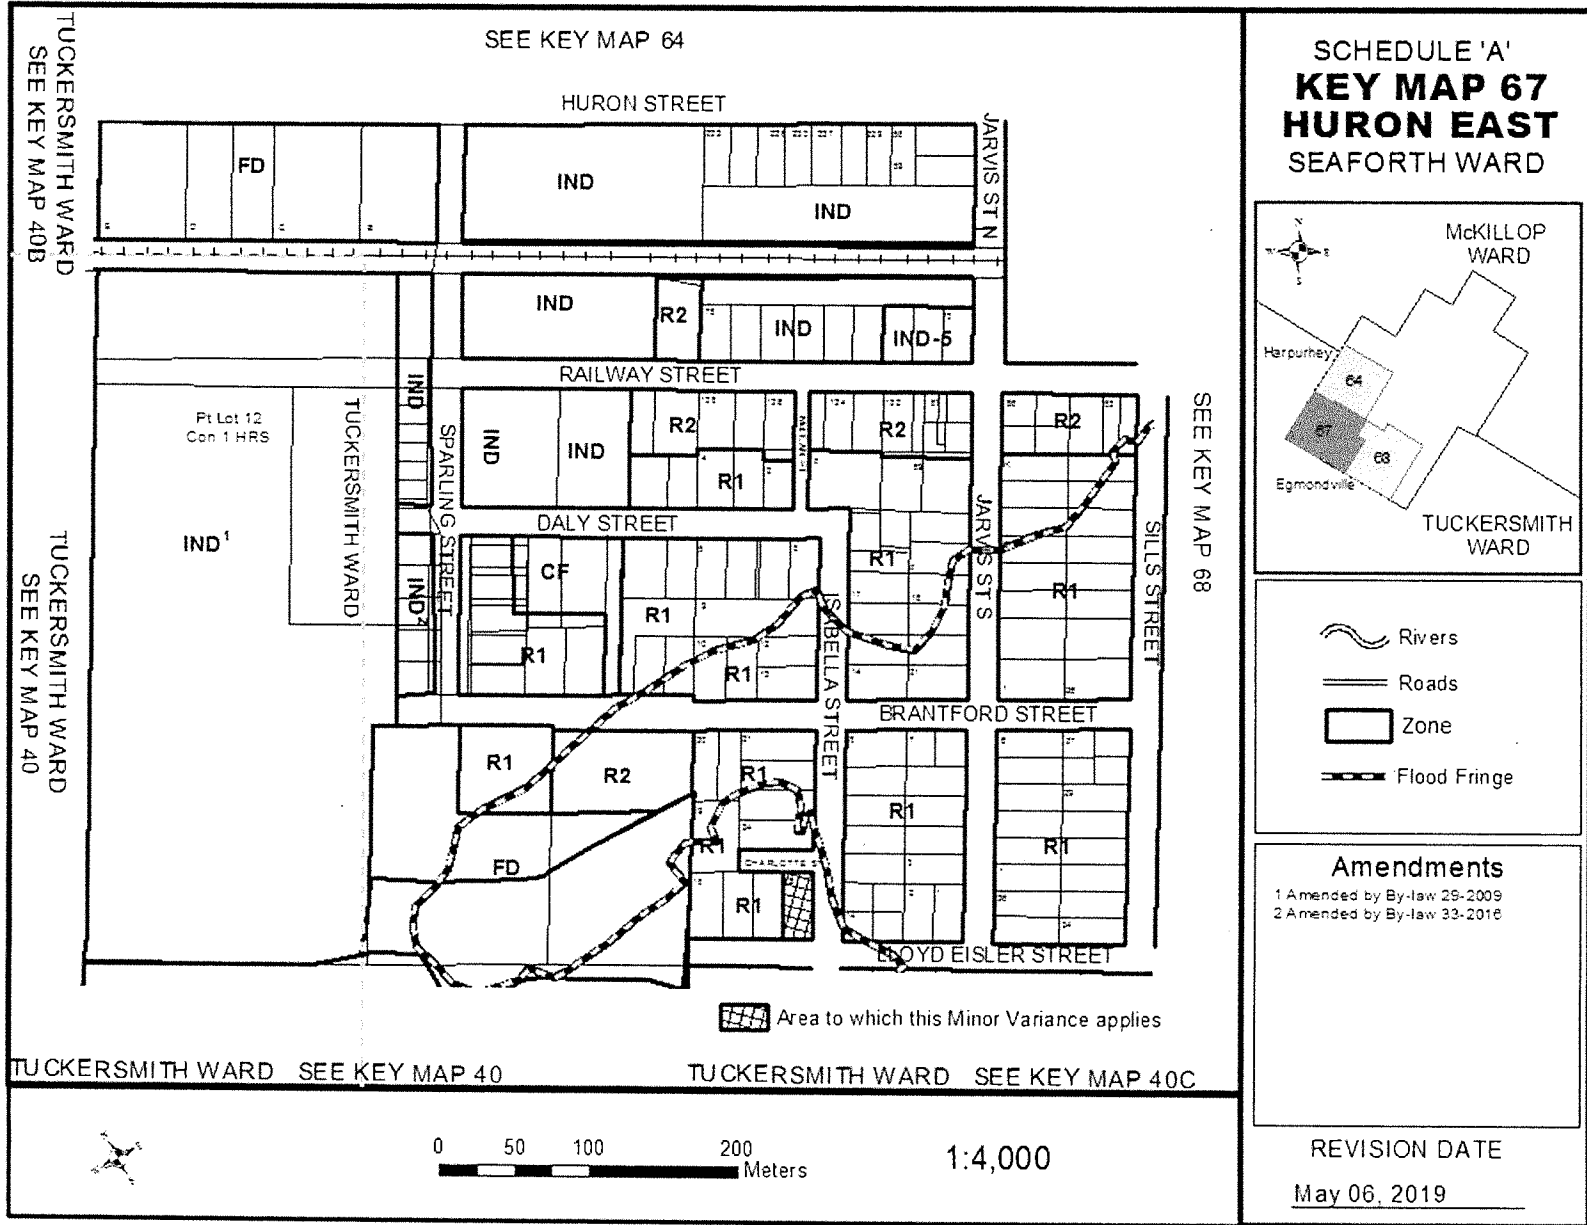 SEE KEY MAP 64
TUCKERSMITH WARD
SEE KEY MAP 40B
HURON STREET
JARVIS ST N
FD
IND
IND
IND
R2
IND
IND-5
RAILWAY STREET
Pt Lot 12
Con 1 HRS
TUCKERSMITH WARD
IND
SPARLING STREET
IND
IND
R2
R2
R2
R1
SEE KEY MAP 68
DALY STREET
JARVIS ST S
SILLS STREET
IND1
IND2
TUCKERSMITH WARD
SEE KEY MAP 40
CF
R1
R1
R1
R1
R1
ISABELLA STREET
BRANTFORD STREET
R1
R2
R1
R1
R1
FD
R1
CHARLOTTE S
R1
LLOYD EISLER STREET
Area to which this Minor Variance applies
TUCKERSMITH WARD SEE KEY MAP 40
TUCKERSMITH WARD SEE KEY MAP 40C
0 50 100 200
Meters
1:4,000
SCHEDULE 'A'
KEY MAP 67
HURON EAST
SEAFORTH WARD
N
W E
S
McKILLOP
WARD
Harpurhey
64
67
63
Egmondville
TUCKERSMITH
WARD
Rivers
Roads
Zone
Flood Fringe
Amendments
1 Amended by By-law 29-2009
2 Amended by By-law 33-2016
REVISION DATE
May 06, 2019